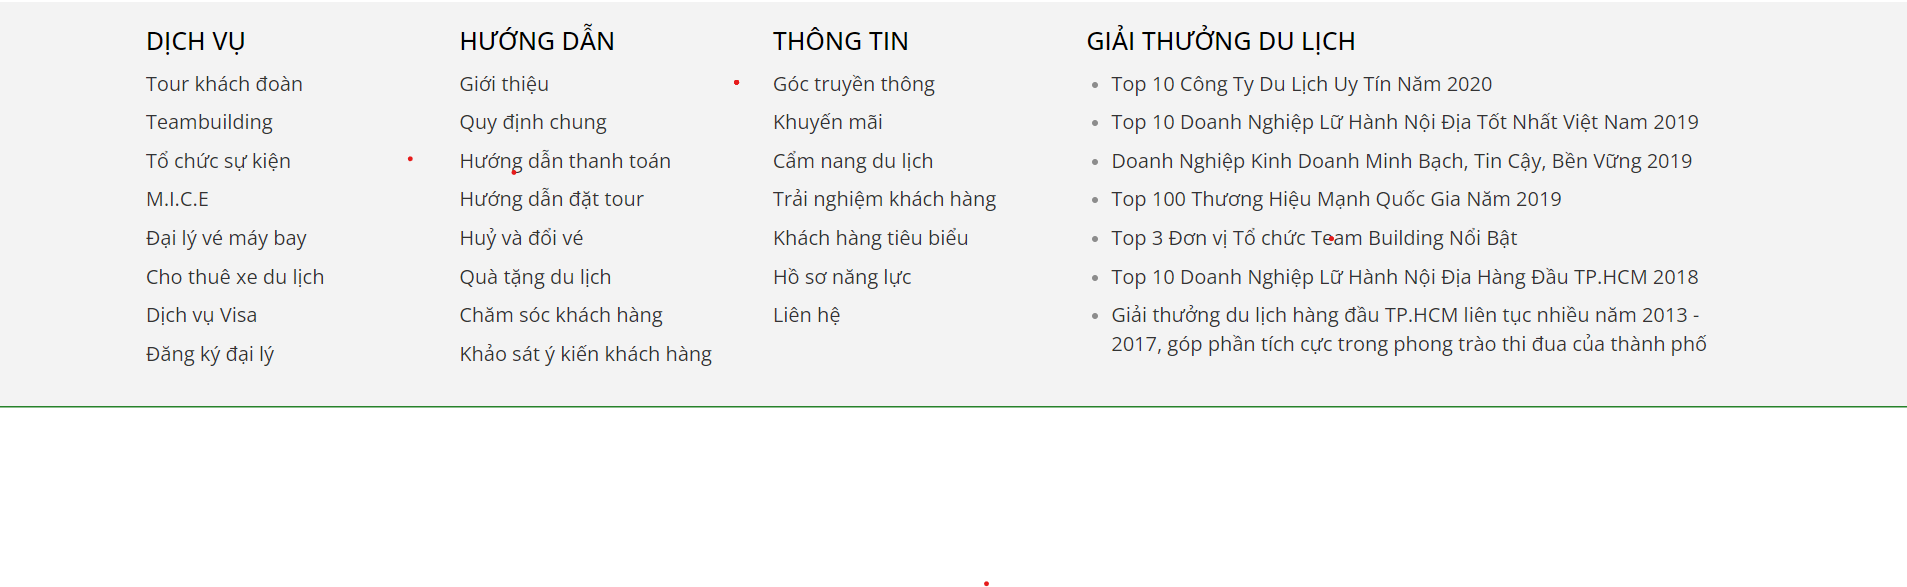 DỊCH VỤ
Tour khách đoàn
Teambuilding
Tổ chức sự kiện
M.I.C.E
Đại lý vé máy bay
Cho thuê xe du lịch
Dịch vụ Visa
Đăng ký đại lý
HƯỚNG DẪN
Giới thiệu
Quy định chung
Hướng dẫn thanh toán
Hướng dẫn đặt tour
Huỷ và đổi vé
Quà tặng du lịch
Chăm sóc khách hàng
Khảo sát ý kiến khách hàng
THÔNG TIN
Góc truyền thông
Khuyến mãi
Cẩm nang du lịch
Trải nghiệm khách hàng
Khách hàng tiêu biểu
Hồ sơ năng lực
Liên hệ
GIẢI THƯỞNG DU LỊCH
Top 10 Công Ty Du Lịch Uy Tín Năm 2020
Top 10 Doanh Nghiệp Lữ Hành Nội Địa Tốt Nhất Việt Nam 2019
Doanh Nghiệp Kinh Doanh Minh Bạch, Tin Cậy, Bền Vững 2019
Top 100 Thương Hiệu Mạnh Quốc Gia Năm 2019
Top 3 Đơn vị Tổ chức Team Building Nổi Bật
Top 10 Doanh Nghiệp Lữ Hành Nội Địa Hàng Đầu TP.HCM 2018
Giải thưởng du lịch hàng đầu TP.HCM liên tục nhiều năm 2013 -
2017, góp phần tích cực trong phong trào thi đua của thành phố